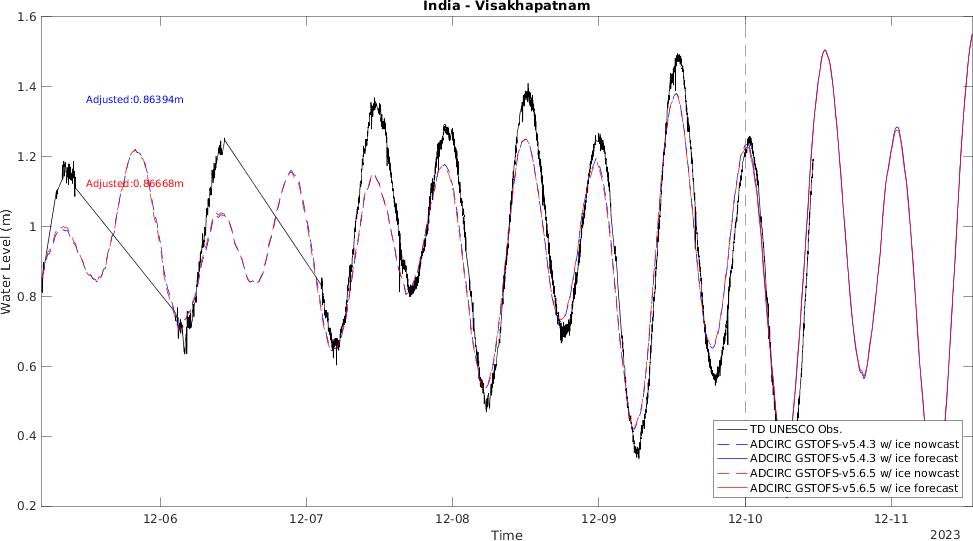 India - Visakhapatnam
1.6
1.4
1.2
1
0.8
0.6
0.4
0.2
Water Level (m)
Adjusted:0.86394m
Adjusted:0.86668m
TD UNESCO Obs.
ADCIRC GSTOFS-v5.4.3 w/ ice nowcast
ADCIRC GSTOFS-v5.4.3 w/ ice forecast
ADCIRC GSTOFS-v5.6.5 w/ ice nowcast
ADCIRC GSTOFS-v5.6.5 w/ ice forecast
12-06 12-07 12-08 12-09 12-10 12-11
Time
2023